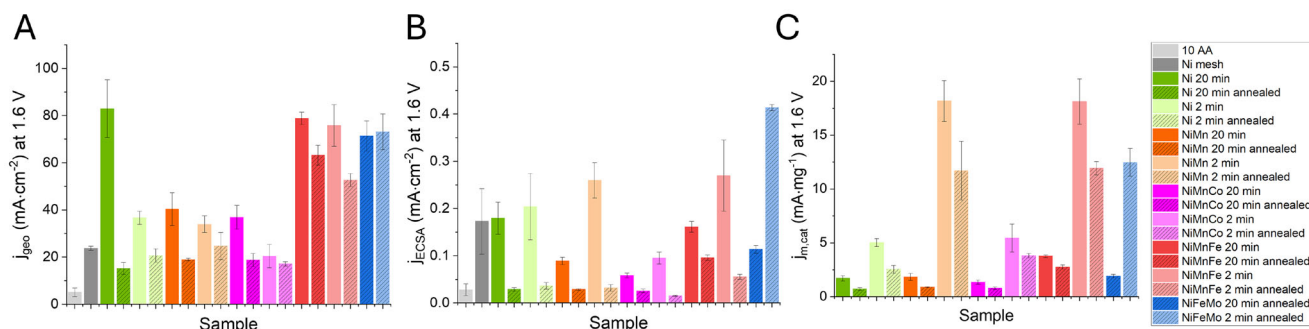 A
j_geo (mA·cm⁻²) at 1.6 V
100
80
60
40
20
0
Sample
B
j_ECSA (mA·cm⁻²) at 1.6 V
0.5
0.4
0.3
0.2
0.1
0.0
Sample
C
j_m,cat (mA·mg⁻¹) at 1.6 V
20
17.5
12.5
10
5
2.5
0
Sample
10 AA
Ni mesh
Ni 20 min
Ni 20 min annealed
Ni 2 min
Ni 2 min annealed
NiMn 20 min
NiMn 20 min annealed
NiMn 2 min
NiMn 2 min annealed
NiMnCo 20 min
NiMnCo 20 min annealed
NiMnCo 2 min
NiMnCo 2 min annealed
NiMnFe 20 min
NiMnFe 20 min annealed
NiMnFe 2 min
NiMnFe 2 min annealed
NiFeMo 20 min annealed
NiFeMo 2 min annealed